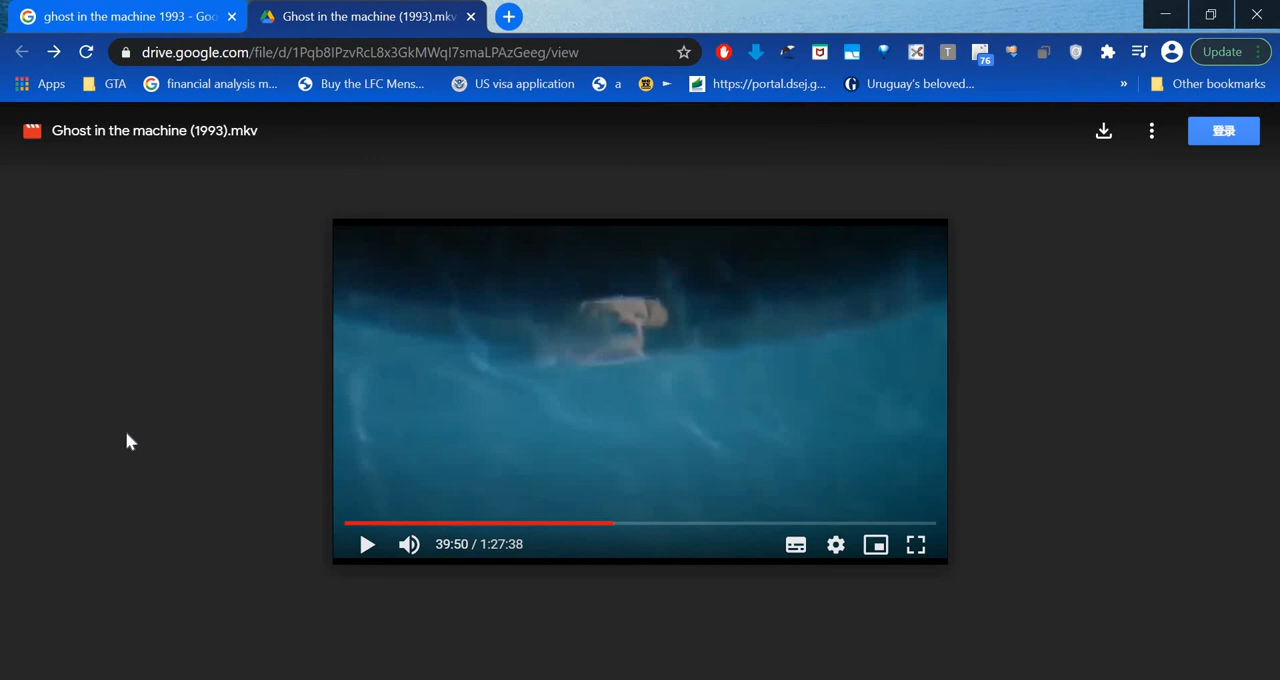 ghost in the machine 1993 - Goo
Ghost in the machine (1993).mkv
drive.google.com/file/d/1Pqb8IPzvRcL8x3GkMWqI7smaLPAzGeeg/view
T
76
Update
Apps
GTA
financial analysis m...
Buy the LFC Mens...
US visa application
a
https://portal.dsej.g...
Uruguay's beloved...
»
Other bookmarks
Ghost in the machine (1993).mkv
登录
39:50 / 1:27:38